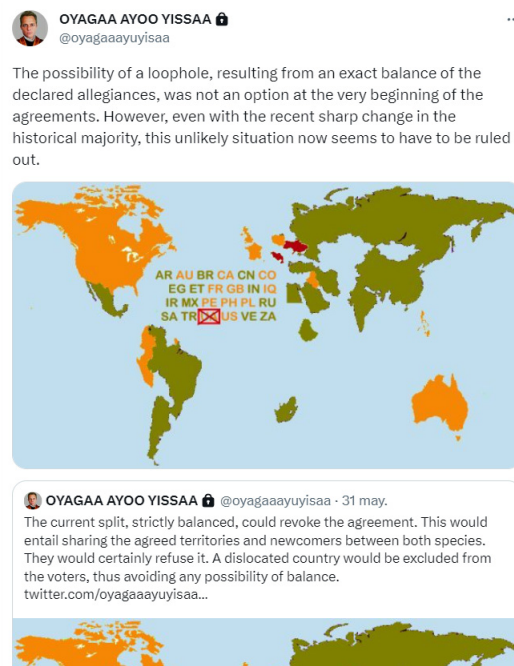 OYAGAA AYOO YISSAA
@oyagaaayuyisaa
The possibility of a loophole, resulting from an exact balance of the
declared allegiances, was not an option at the very beginning of the
agreements. However, even with the recent sharp change in the
historical majority, this unlikely situation now seems to have to be ruled
out.
AR AU BR CA CN CO
EG ET FR GB IN IQ
IR MX PE PH PL RU
SA TR US VE ZA
OYAGAA AYOO YISSAA @oyagaaayuyisaa · 31 may.
The current split, strictly balanced, could revoke the agreement. This would
entail sharing the agreed territories and newcomers between both species.
They would certainly refuse it. A dislocated country would be excluded from
the voters, thus avoiding any possibility of balance.
twitter.com/oyagaaayuyisaa...